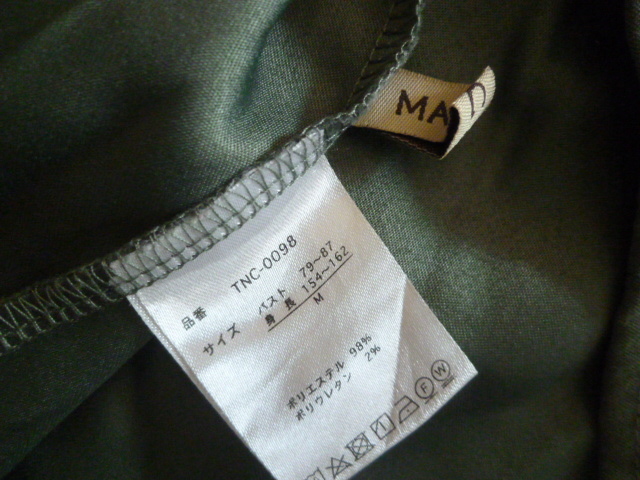 MA
品番 TNC-0098
サイズ バスト 79~87
身長 154~162
M
ポリエステル 98%
ポリウレタン 2%
F W